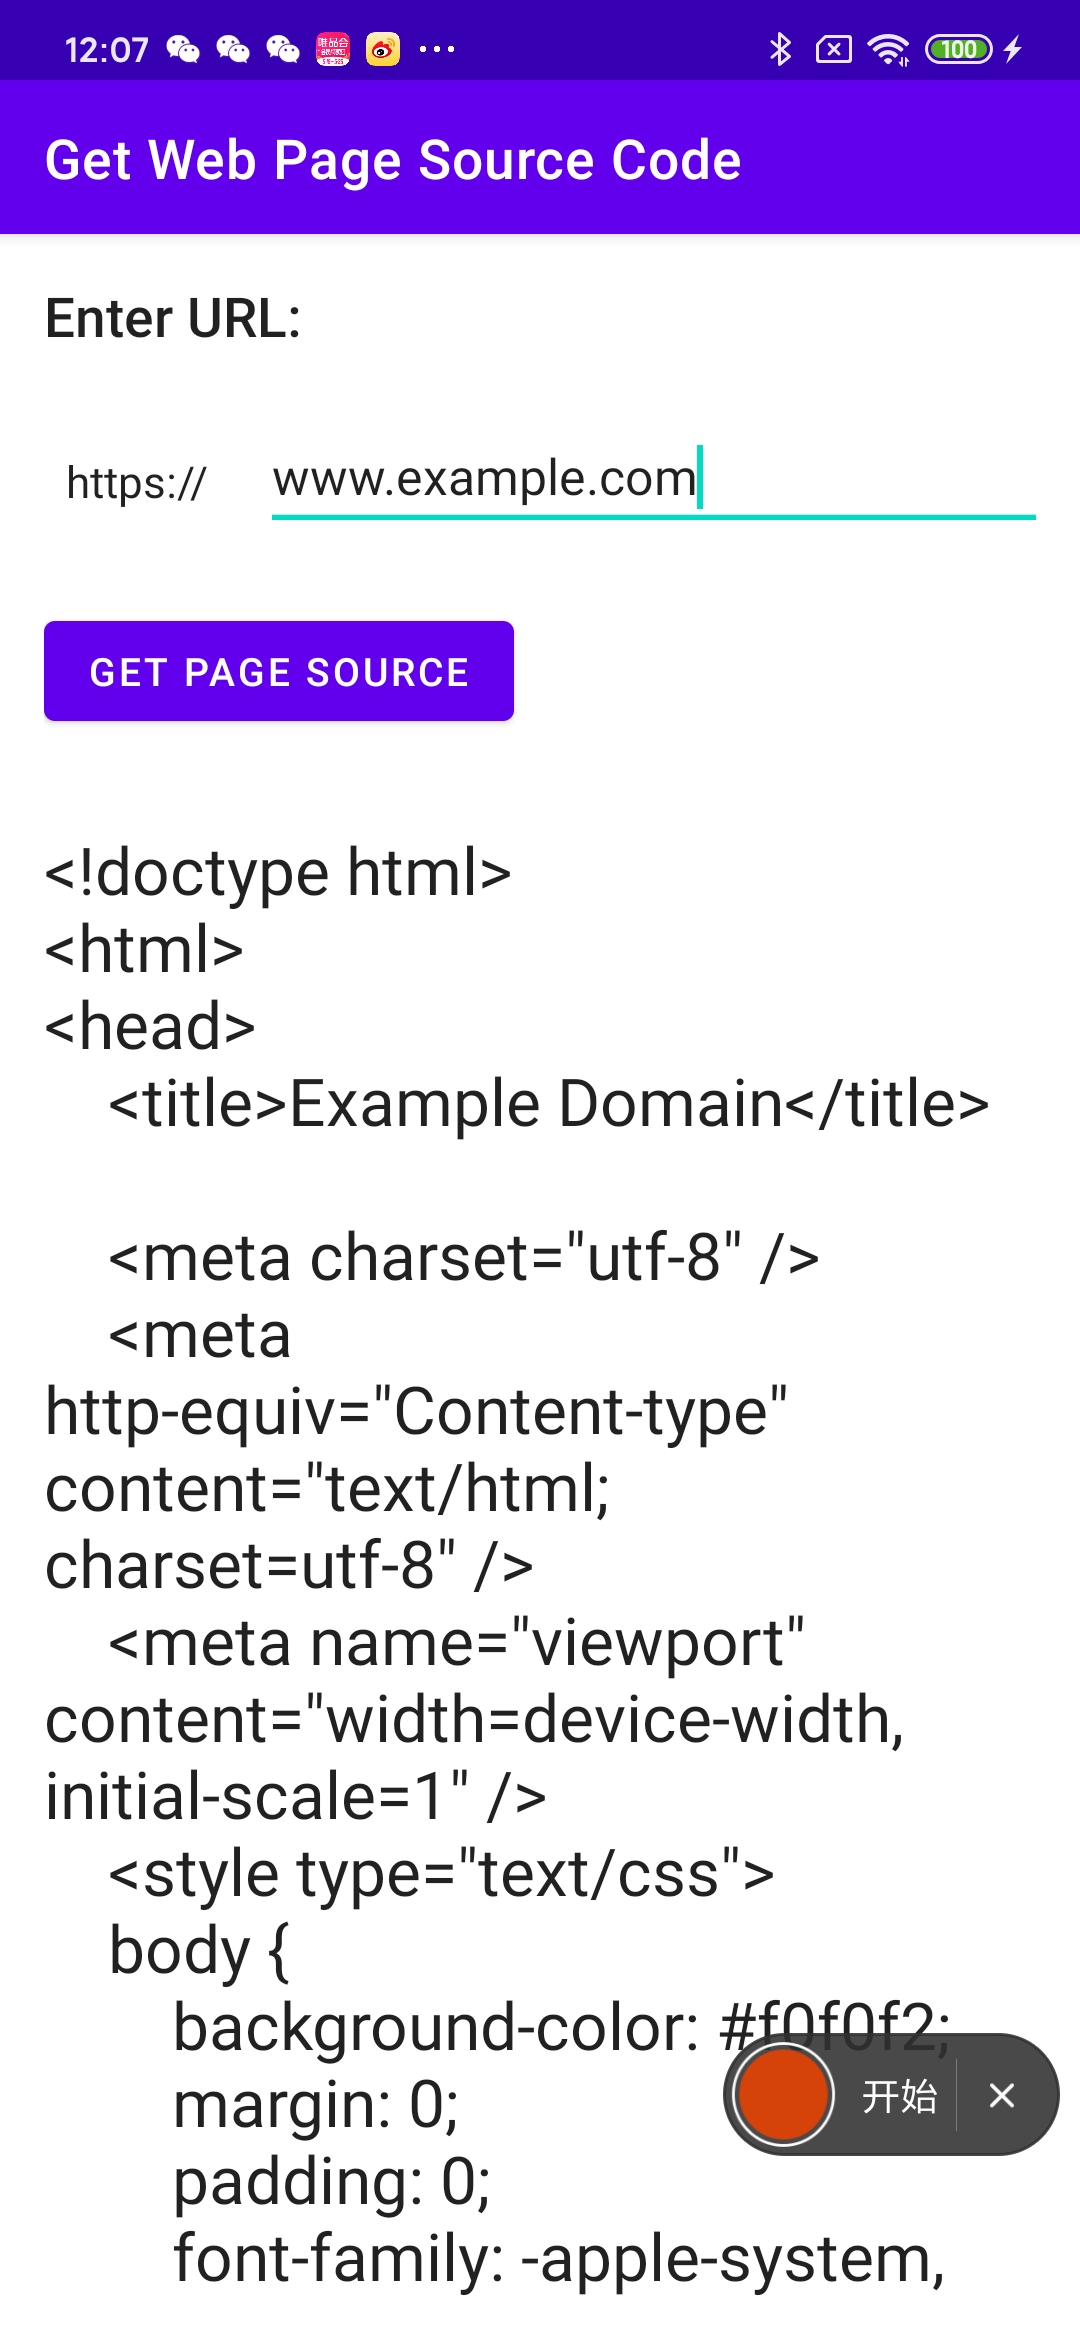 12:07
100
Get Web Page Source Code
Enter URL:
https:// www.example.com
GET PAGE SOURCE
<!doctype html>
<html>
<head>
    <title>Example Domain</title>

    <meta charset="utf-8" />
    <meta
http-equiv="Content-type"
content="text/html;
charset=utf-8" />
    <meta name="viewport"
content="width=device-width,
initial-scale=1" />
    <style type="text/css">
    body {
        background-color: #f0f0f2;
        margin: 0;
开始
        padding: 0;
        font-family: -apple-system,